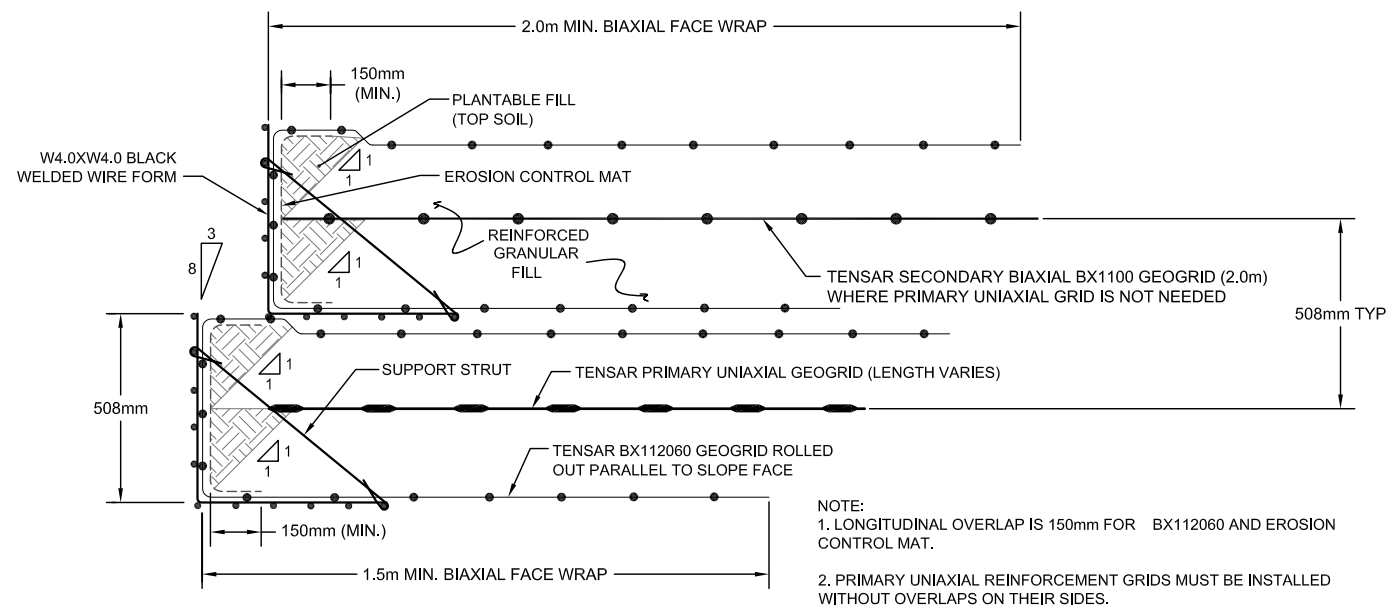 2.0m MIN. BIAXIAL FACE WRAP
150mm
(MIN.)
PLANTABLE FILL
(TOP SOIL)
W4.0XW4.0 BLACK
WELDED WIRE FORM
1
1
EROSION CONTROL MAT
REINFORCED
GRANULAR
FILL
1
1
3
8
TENSAR SECONDARY BIAXIAL BX1100 GEOGRID (2.0m)
WHERE PRIMARY UNIAXIAL GRID IS NOT NEEDED
508mm TYP
1
1
SUPPORT STRUT
TENSAR PRIMARY UNIAXIAL GEOGRID (LENGTH VARIES)
508mm
1
1
TENSAR BX112060 GEOGRID ROLLED
OUT PARALLEL TO SLOPE FACE
150mm (MIN.)
1.5m MIN. BIAXIAL FACE WRAP
NOTE:
1. LONGITUDINAL OVERLAP IS 150mm FOR BX112060 AND EROSION
CONTROL MAT.
2. PRIMARY UNIAXIAL REINFORCEMENT GRIDS MUST BE INSTALLED
WITHOUT OVERLAPS ON THEIR SIDES.